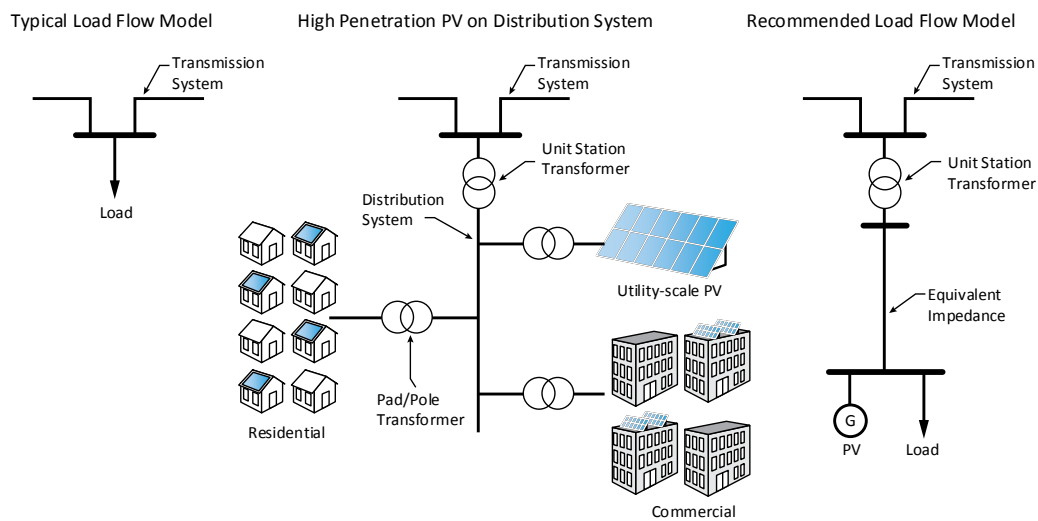 Typical Load Flow Model
High Penetration PV on Distribution System
Recommended Load Flow Model
Transmission
System
Load
Transmission
System
Unit Station
Transformer
Distribution
System
Utility-scale PV
Pad/Pole
Transformer
Residential
Commercial
Transmission
System
Unit Station
Transformer
Equivalent
Impedance
G
PV
Load